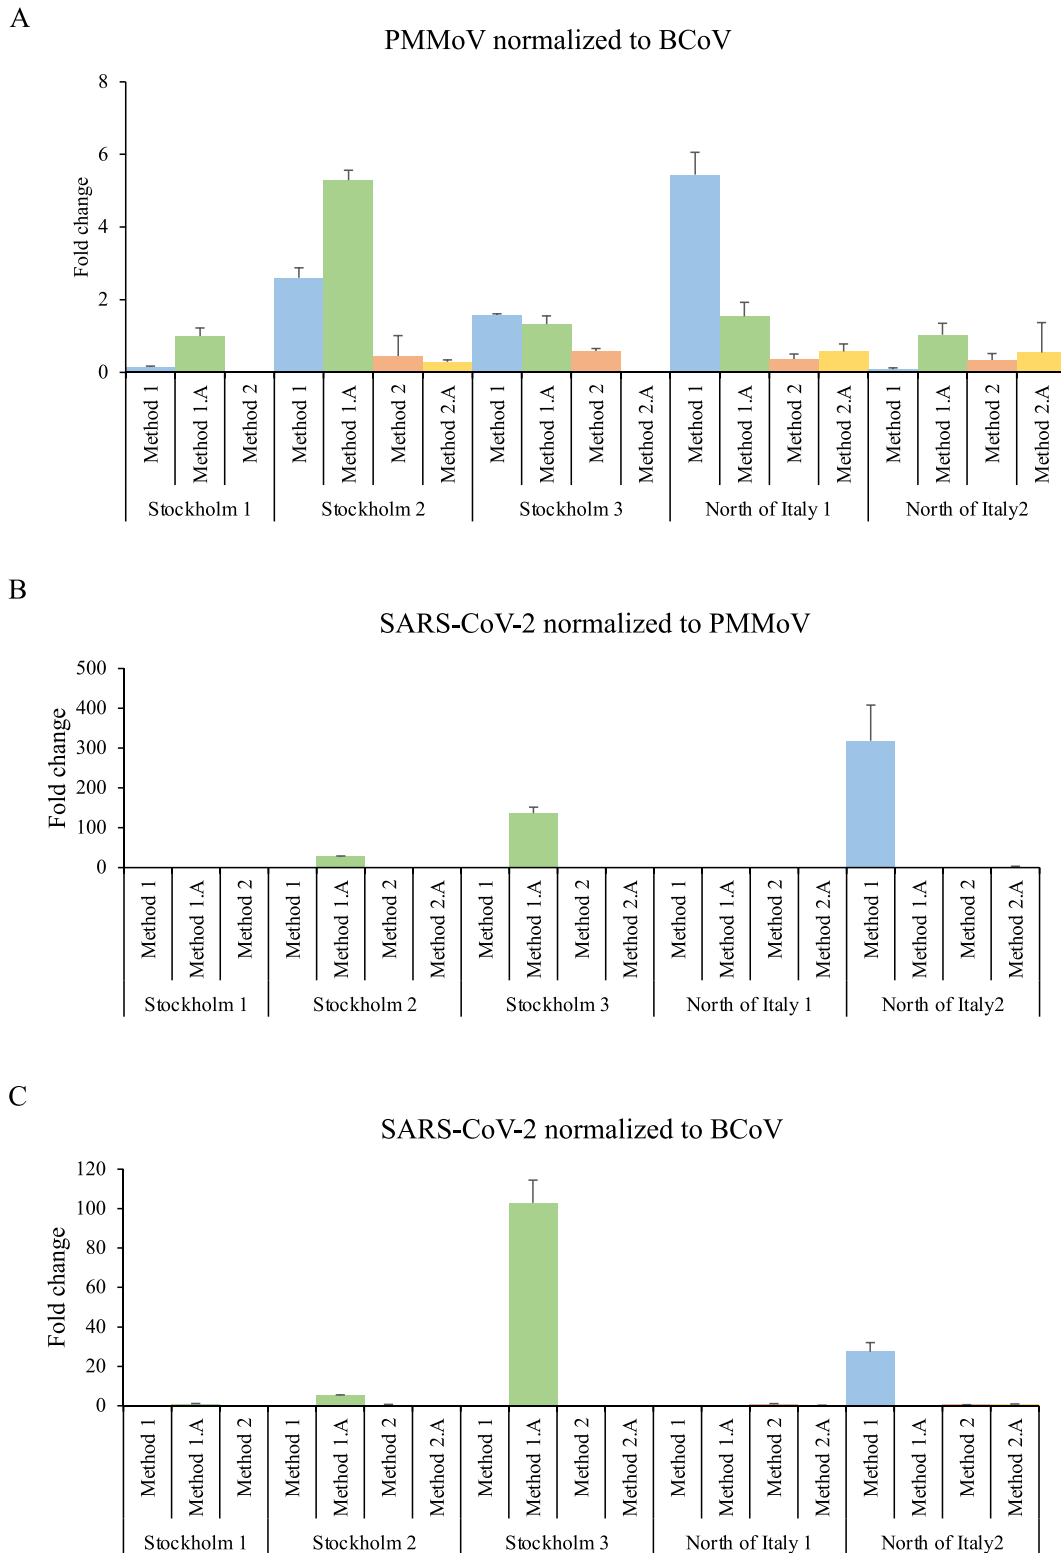 A
PMMoV normalized to BCoV
8
6
4
2
0
Fold change
Method 1
Method 1.A
Method 2
Method 1
Method 1.A
Method 2
Method 2.A
Method 1
Method 1.A
Method 2
Method 2.A
Method 1
Method 1.A
Method 2
Method 2.A
Method 1
Method 1.A
Method 2
Method 2.A
Stockholm 1
Stockholm 2
Stockholm 3
North of Italy 1
North of Italy2
B
SARS-CoV-2 normalized to PMMoV
500
400
300
200
100
0
Fold change
Method 1
Method 1.A
Method 2
Method 1
Method 1.A
Method 2
Method 2.A
Method 1
Method 1.A
Method 2
Method 2.A
Method 1
Method 1.A
Method 2
Method 2.A
Method 1
Method 1.A
Method 2
Method 2.A
Stockholm 1
Stockholm 2
Stockholm 3
North of Italy 1
North of Italy2
C
SARS-CoV-2 normalized to BCoV
120
100
80
60
40
20
0
Fold change
Method 1
Method 1.A
Method 2
Method 1
Method 1.A
Method 2
Method 2.A
Method 1
Method 1.A
Method 2
Method 2.A
Method 1
Method 1.A
Method 2
Method 2.A
Method 1
Method 1.A
Method 2
Method 2.A
Stockholm 1
Stockholm 2
Stockholm 3
North of Italy 1
North of Italy2